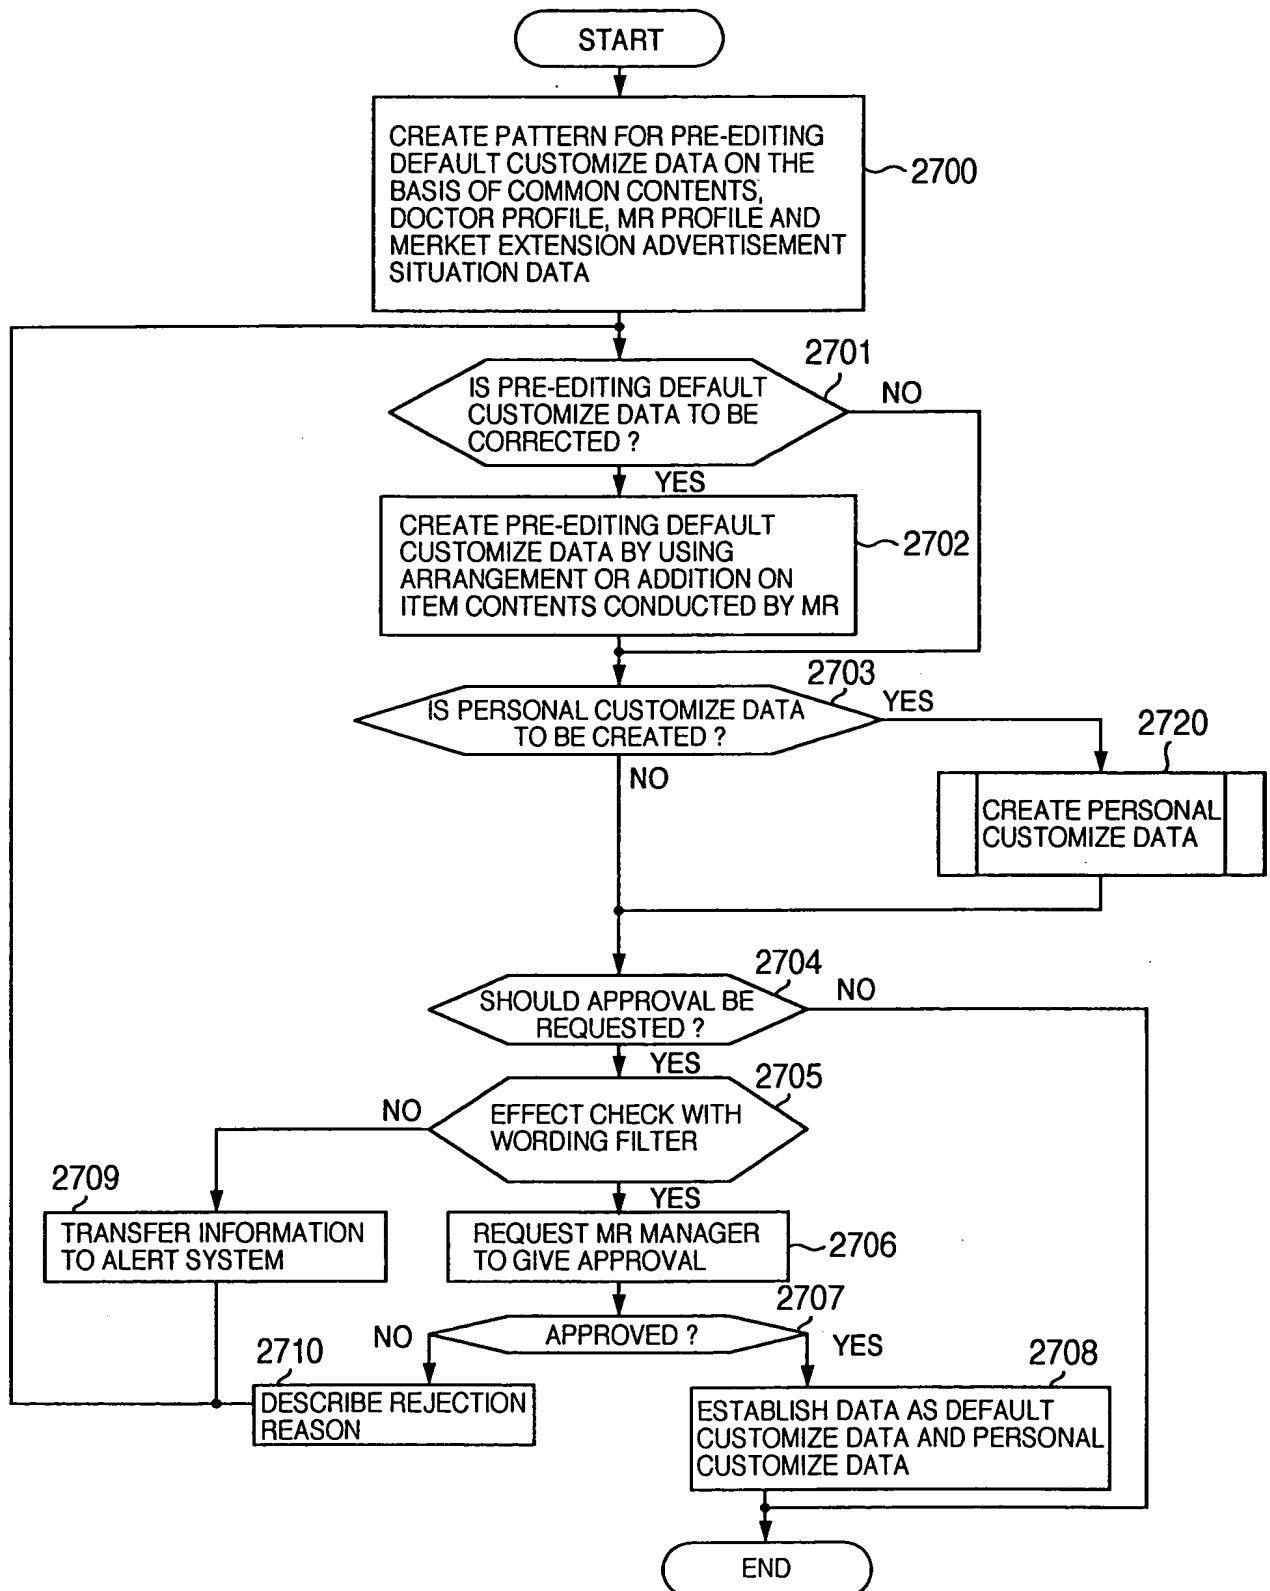 START
CREATE PATTERN FOR PRE-EDITING
DEFAULT CUSTOMIZE DATA ON THE
BASIS OF COMMON CONTENTS,
DOCTOR PROFILE, MR PROFILE AND
MERKET EXTENSION ADVERTISEMENT
SITUATION DATA
2700
2701
IS PRE-EDITING DEFAULT
CUSTOMIZE DATA TO BE
CORRECTED ?
NO
YES
CREATE PRE-EDITING DEFAULT
CUSTOMIZE DATA BY USING
ARRANGEMENT OR ADDITION ON
ITEM CONTENTS CONDUCTED BY MR
2702
2703
IS PERSONAL CUSTOMIZE DATA
TO BE CREATED ?
YES
NO
2720
CREATE PERSONAL
CUSTOMIZE DATA
2704
SHOULD APPROVAL BE
REQUESTED ?
NO
YES
2705
EFFECT CHECK WITH
WORDING FILTER
NO
YES
2709
TRANSFER INFORMATION
TO ALERT SYSTEM
REQUEST MR MANAGER
TO GIVE APPROVAL
2706
2707
APPROVED ?
NO
YES
2710
DESCRIBE REJECTION
REASON
2708
ESTABLISH DATA AS DEFAULT
CUSTOMIZE DATA AND PERSONAL
CUSTOMIZE DATA
END